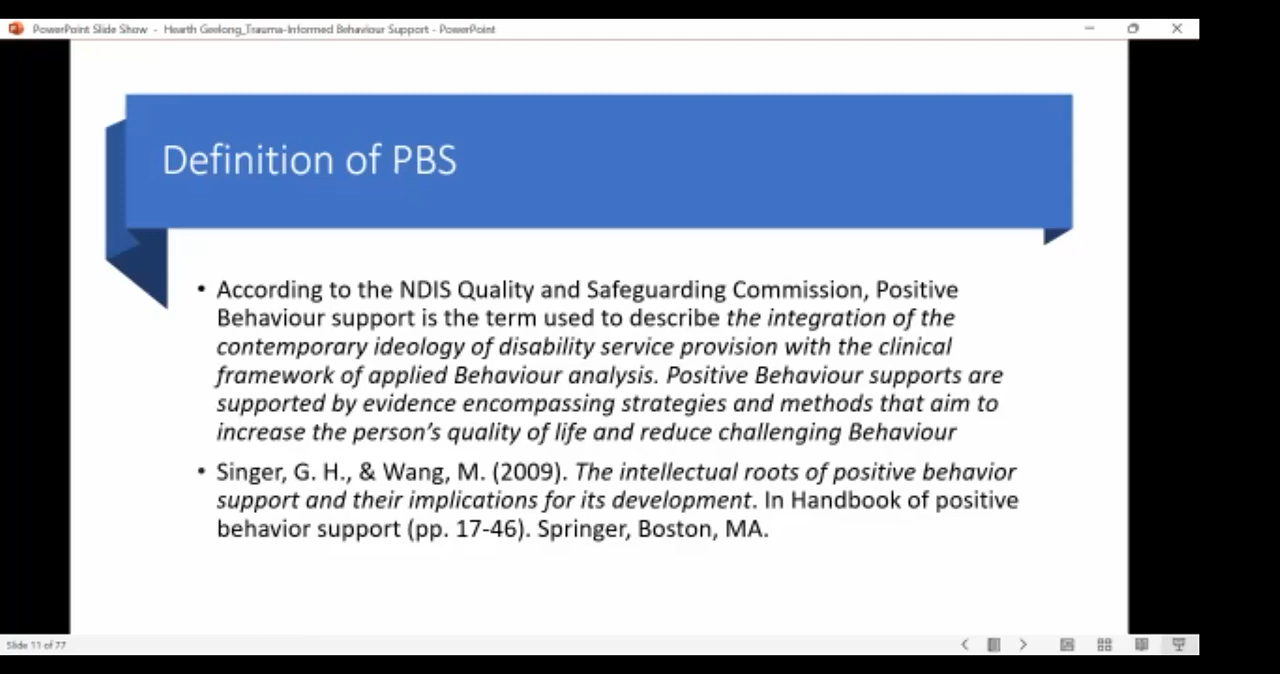 PowerPoint Slide Show - Hearth Geelong_Trauma-Informed Behaviour Support - PowerPoint
Definition of PBS
• According to the NDIS Quality and Safeguarding Commission, Positive
Behaviour support is the term used to describe the integration of the
contemporary ideology of disability service provision with the clinical
framework of applied Behaviour analysis. Positive Behaviour supports are
supported by evidence encompassing strategies and methods that aim to
increase the person's quality of life and reduce challenging Behaviour
• Singer, G. H., & Wang, M. (2009). The intellectual roots of positive behavior
support and their implications for its development. In Handbook of positive
behavior support (pp. 17-46). Springer, Boston, MA.
Slide 11 of 77